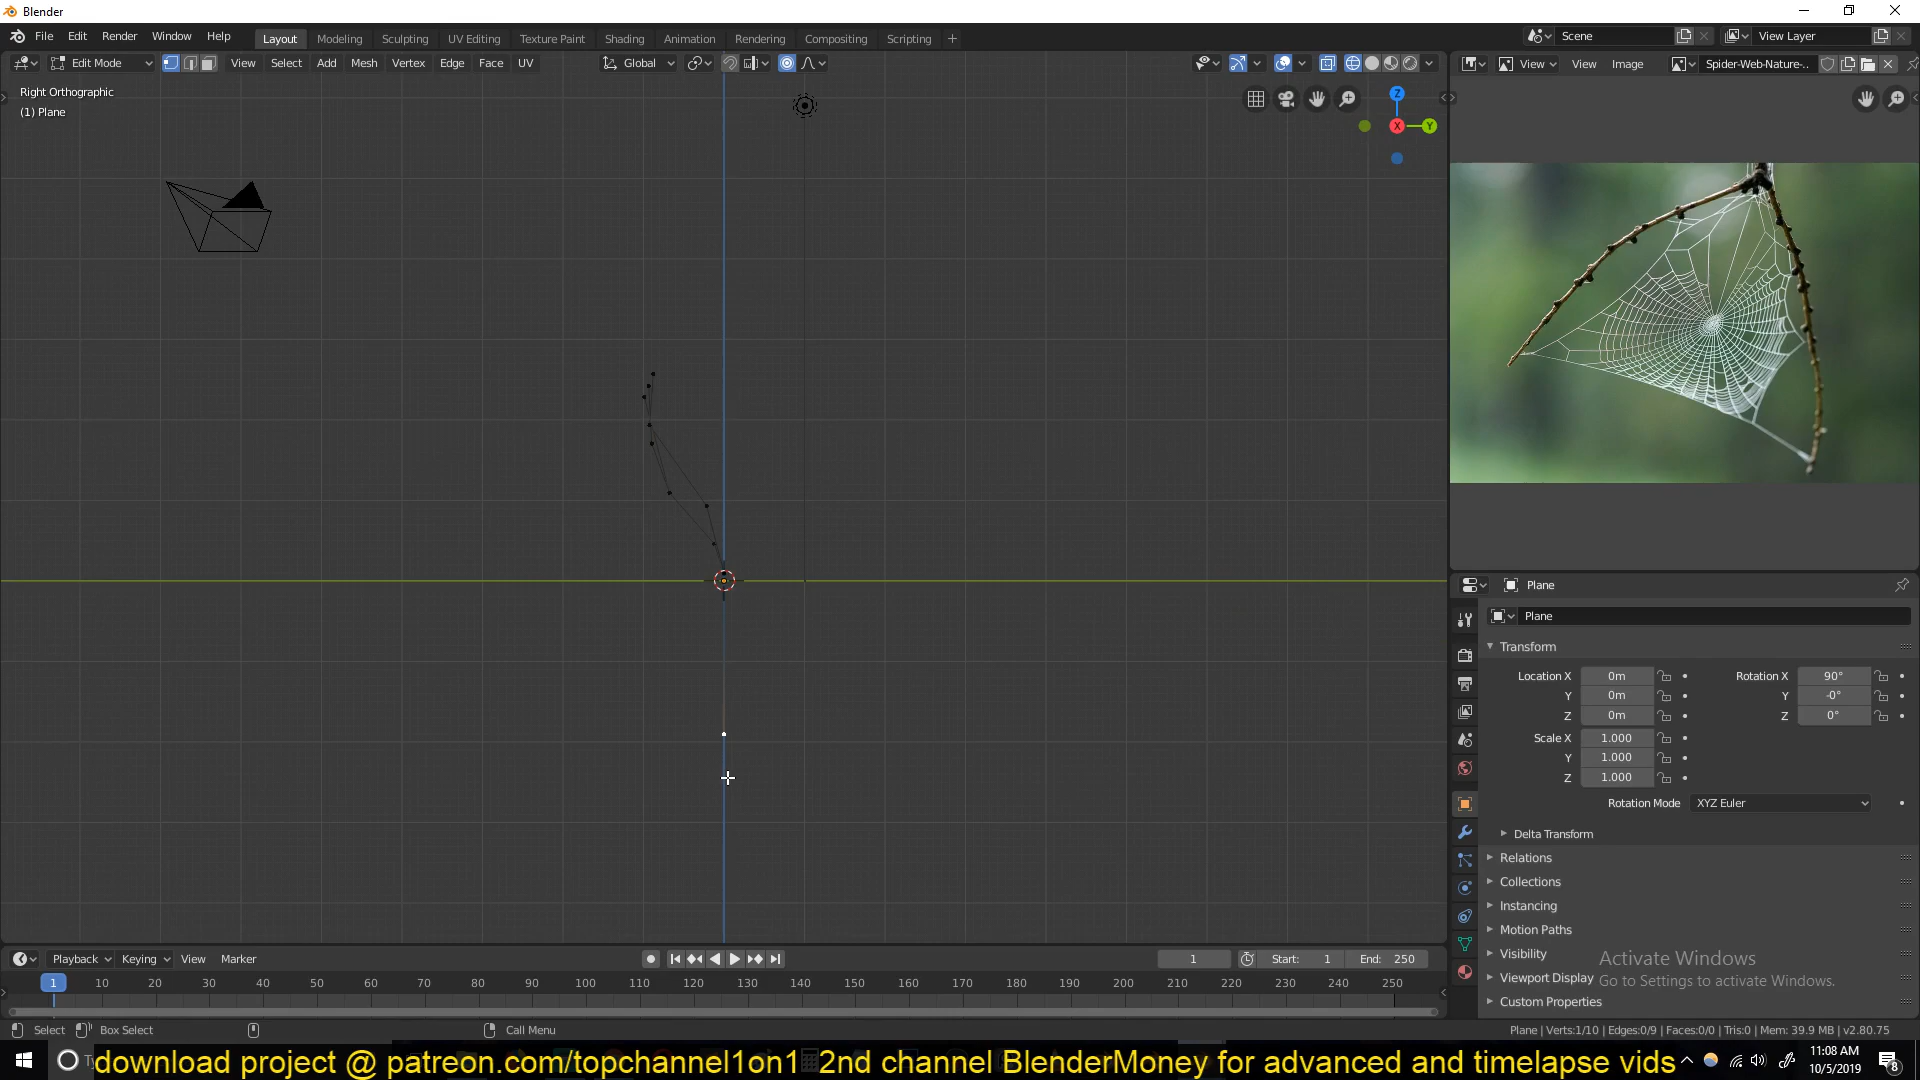 Blender
File Edit Render Window Help Layout Modeling Sculpting UV Editing Texture Paint Shading Animation Rendering Compositing Scripting + Scene View Layer
Edit Mode View Select Add Mesh Vertex Edge Face UV Global View View Image Spider-Web-Nature-..
Right Orthographic
(1) Plane
Z
X Y
Plane
Plane
Transform
Location X 0m Rotation X 90°
Y 0m Y -0°
Z 0m Z 0°
Scale X 1.000
Y 1.000
Z 1.000
Rotation Mode XYZ Euler
Delta Transform
Relations
Collections
Instancing
Motion Paths
Visibility
Viewport Display
Custom Properties
Activate Windows
Go to Settings to activate Windows.
Playback Keying View Marker 1 Start: 1 End: 250
1 10 20 30 40 50 60 70 80 90 100 110 120 130 140 150 160 170 180 190 200 210 220 230 240 250
Select Box Select Call Menu Plane | Verts:1/10 | Edges:0/9 | Faces:0/0 | Tris:0 | Mem: 39.9 MB | v2.80.75
download project @ patreon.com/topchannel1on1 2nd channel BlenderMoney for advanced and timelapse vids
11:08 AM
10/5/2019
8